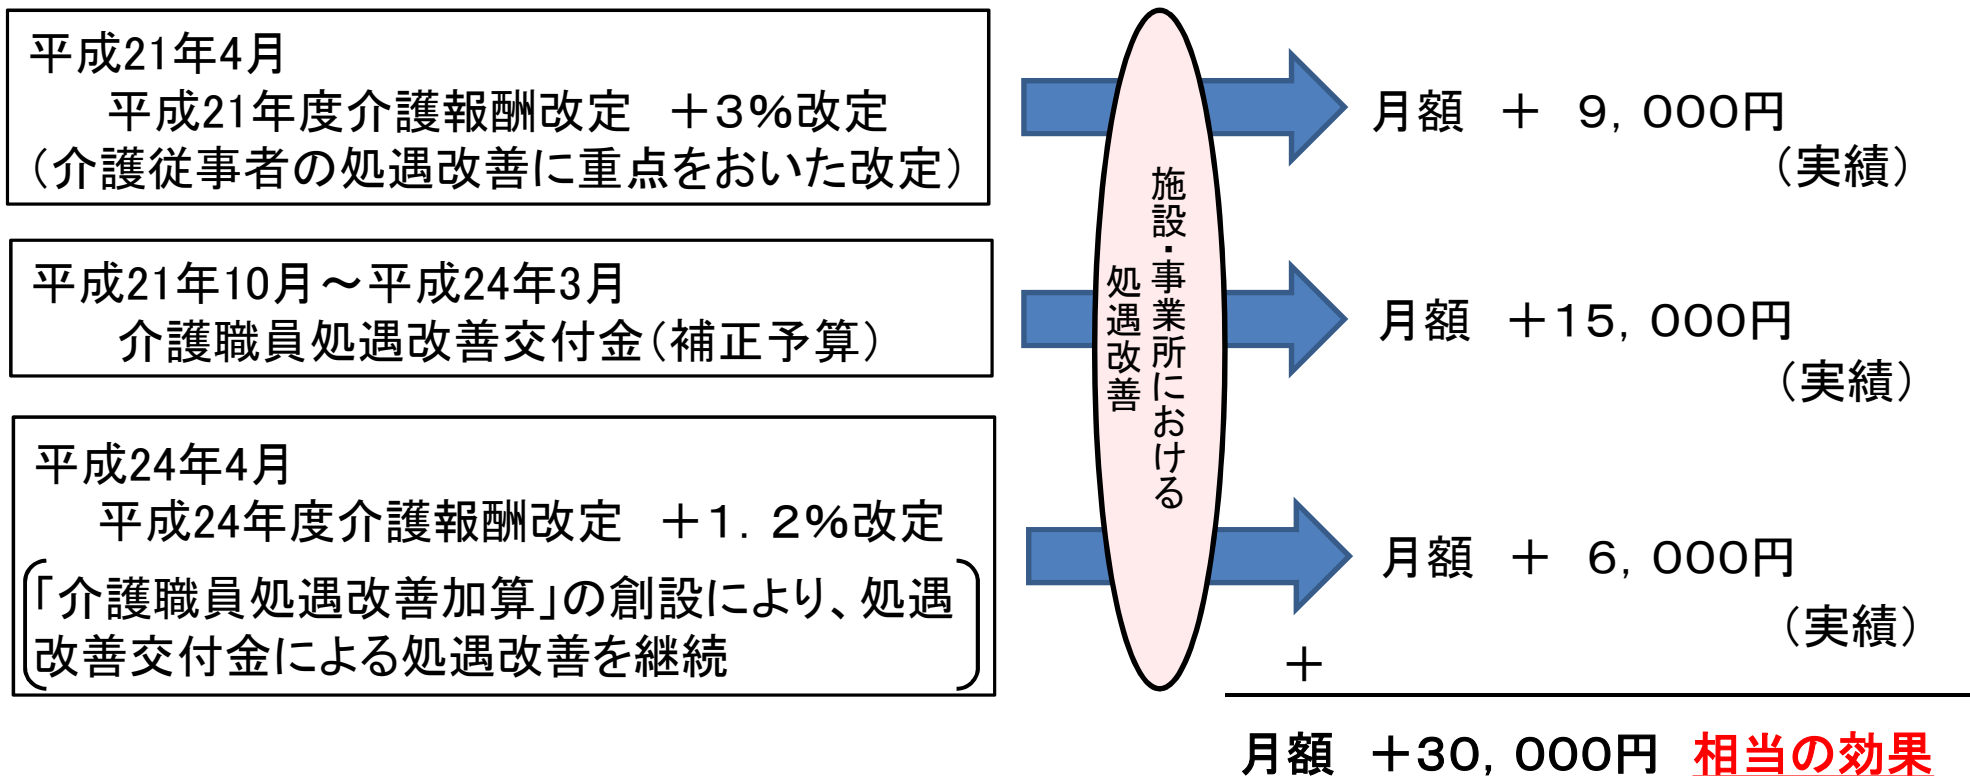 平成21年4月
平成21年度介護報酬改定　＋3％改定
（介護従事者の処遇改善に重点をおいた改定）
月額　＋　9，000円
（実績）
平成21年10月～平成24年3月
介護職員処遇改善交付金（補正予算）
月額　＋15，000円
（実績）
平成24年4月
平成24年度介護報酬改定　＋1．2％改定
「介護職員処遇改善加算」の創設により、処遇
改善交付金による処遇改善を継続
月額　＋　6，000円
（実績）
施設・事業所における
処遇改善
＋
月額　＋30，000円　相当の効果